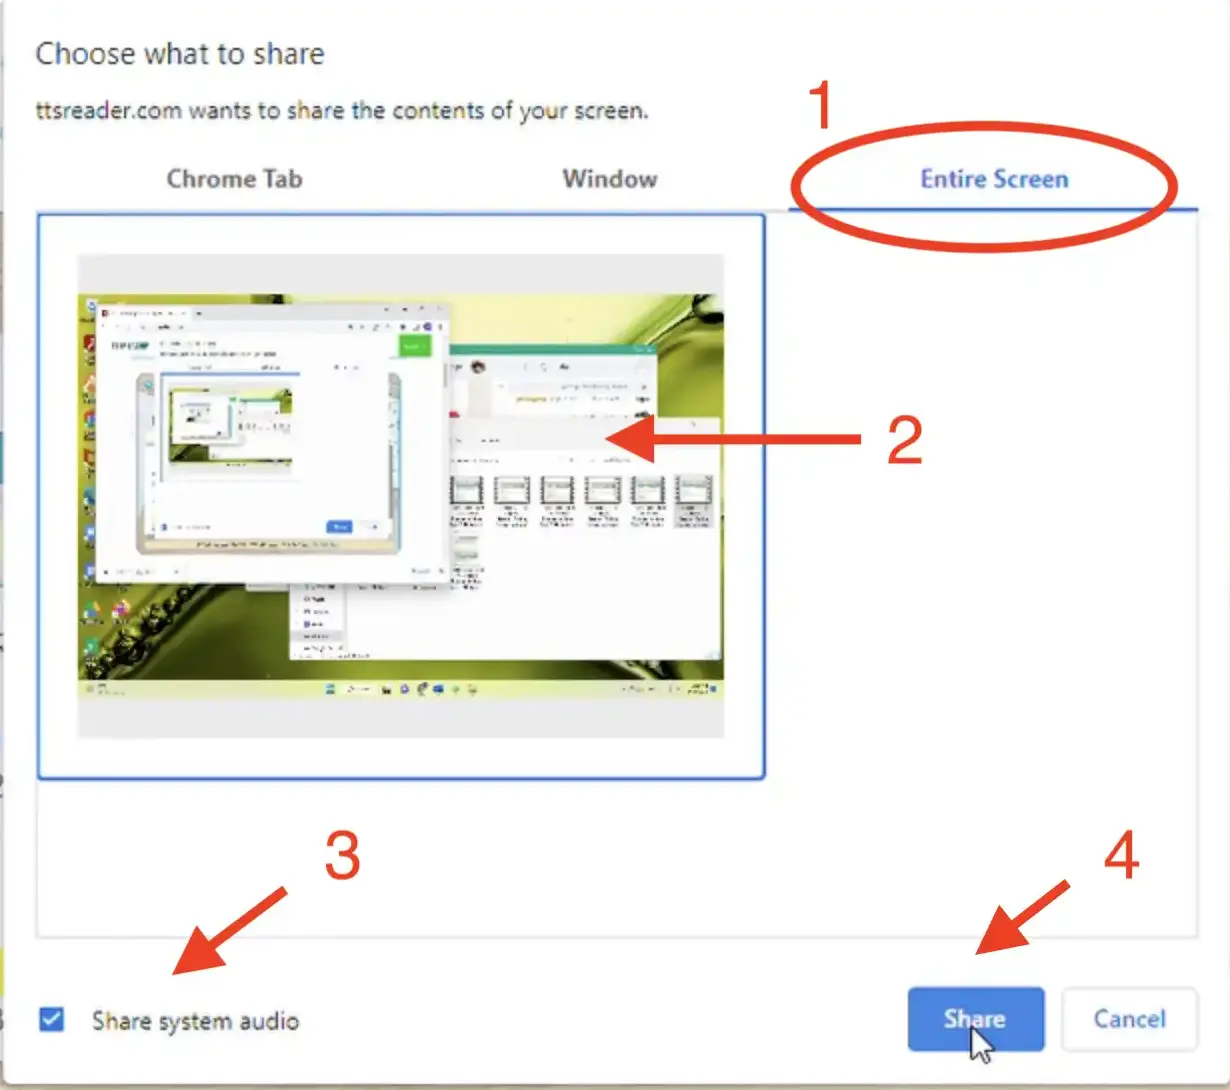 Choose what to share
ttsreader.com wants to share the contents of your screen.
1
Chrome Tab
Window
Entire Screen
2
3
4
Share system audio
Share
Cancel